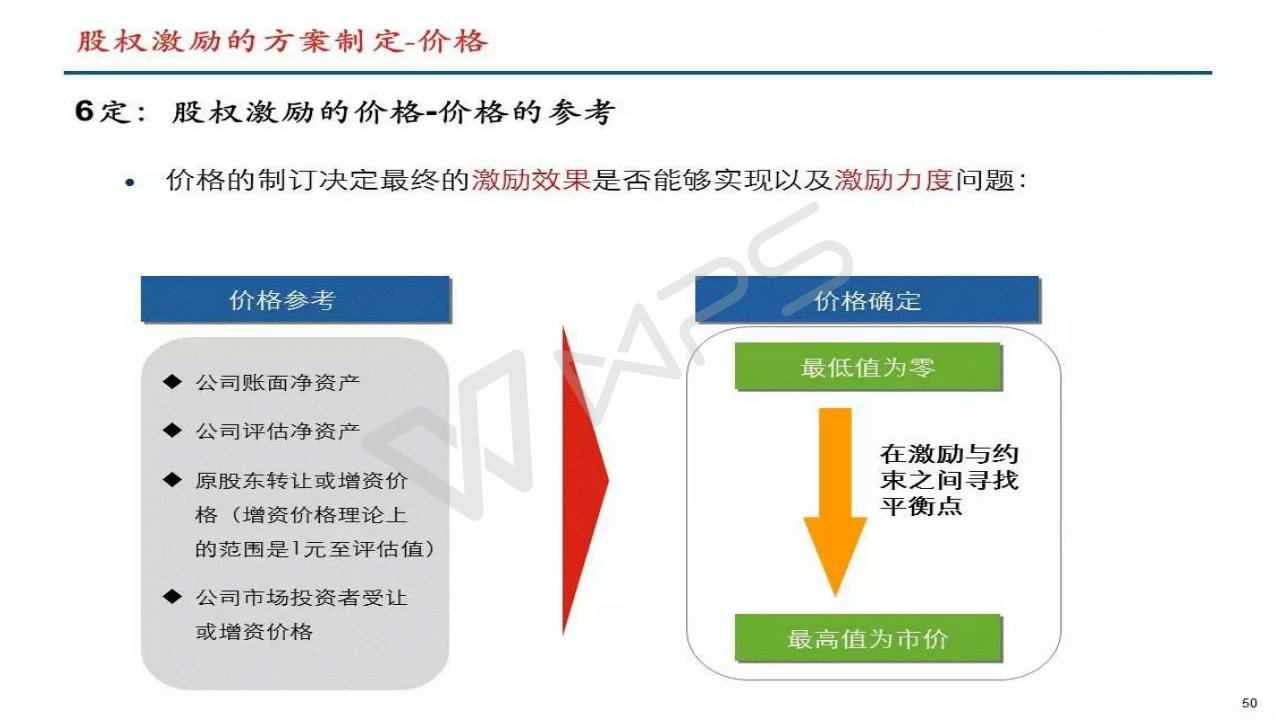 股权激励的方案制定-价格
6定：股权激励的价格-价格的参考
• 价格的制订决定最终的激励效果是否能够实现以及激励力度问题：
价格参考
◆ 公司账面净资产
◆ 公司评估净资产
◆ 原股东转让或增资价
格（增资价格理论上
的范围是1元至评估值）
◆ 公司市场投资者受让
或增资价格
价格确定
最低值为零
在激励与约
束之间寻找
平衡点
最高值为市价
WPS
50